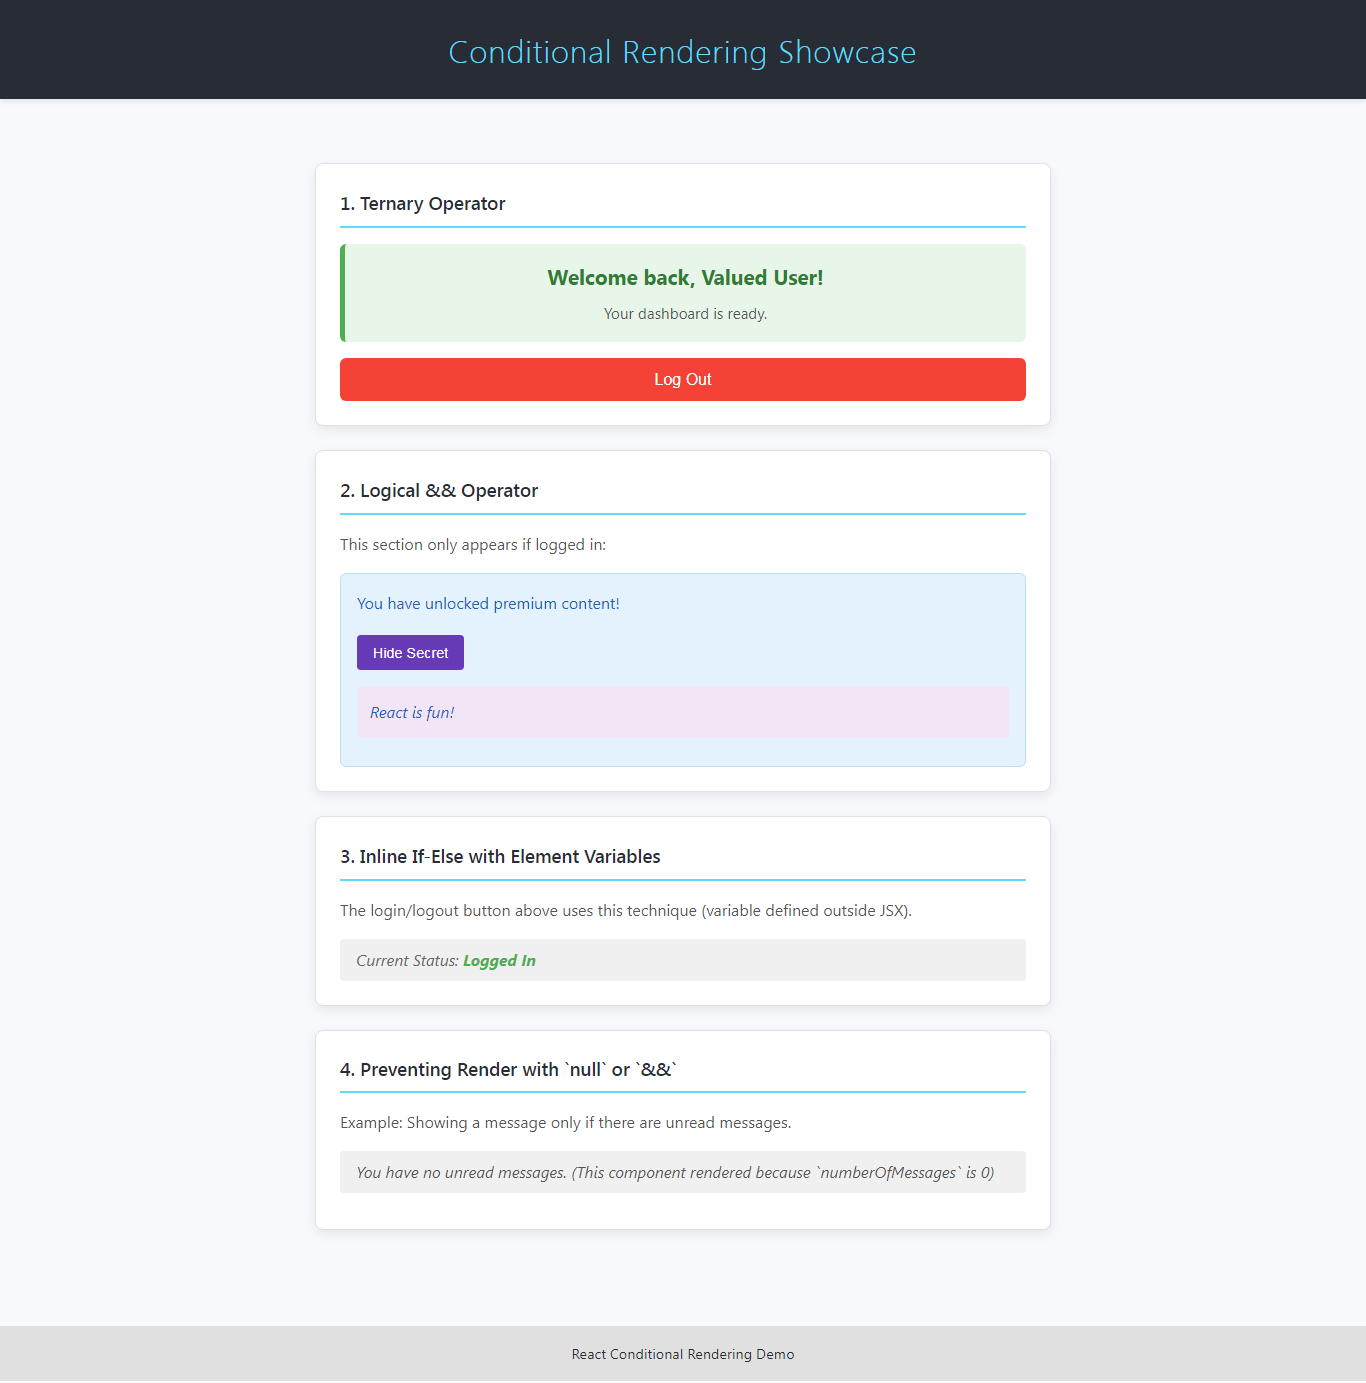 Conditional Rendering Showcase
1. Ternary Operator
Welcome back, Valued User!
Your dashboard is ready.
Log Out
2. Logical && Operator
This section only appears if logged in:
You have unlocked premium content!
Hide Secret
React is fun!
3. Inline If-Else with Element Variables
The login/logout button above uses this technique (variable defined outside JSX).
Current Status: Logged In
4. Preventing Render with `null` or `&&`
Example: Showing a message only if there are unread messages.
You have no unread messages. (This component rendered because `numberOfMessages` is 0)
React Conditional Rendering Demo